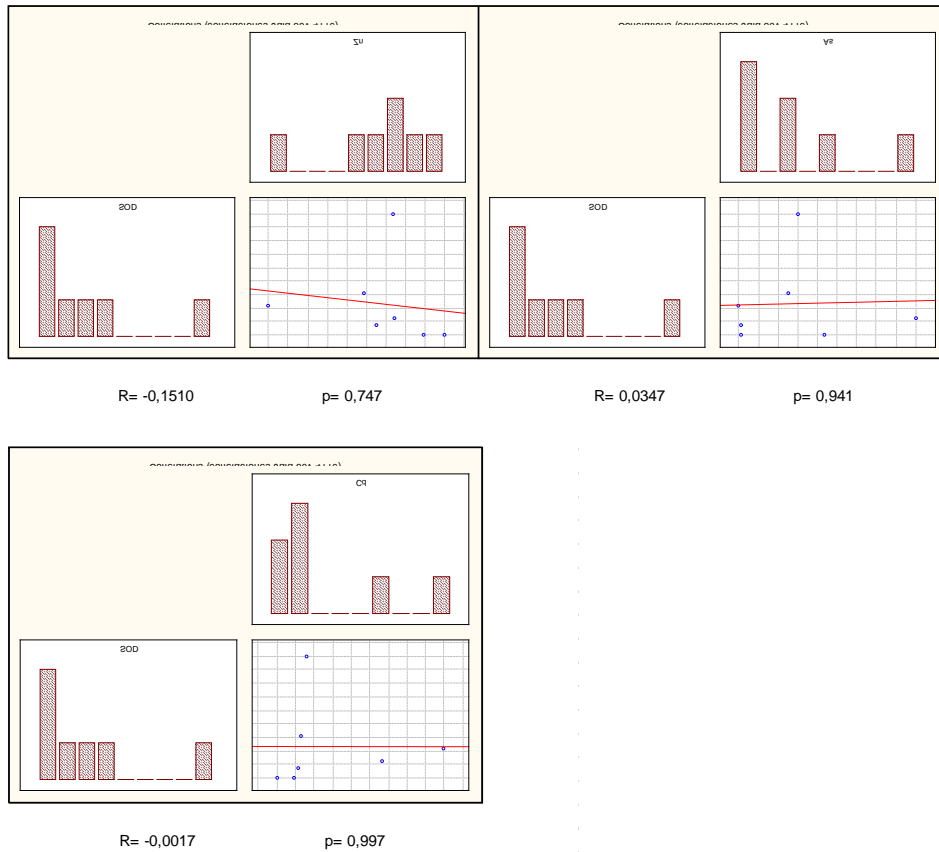 Zn
As
SOD
SOD
R= -0,1510
p= 0,747
R= 0,0347
p= 0,941
Cd
SOD
R= -0,0017
p= 0,997